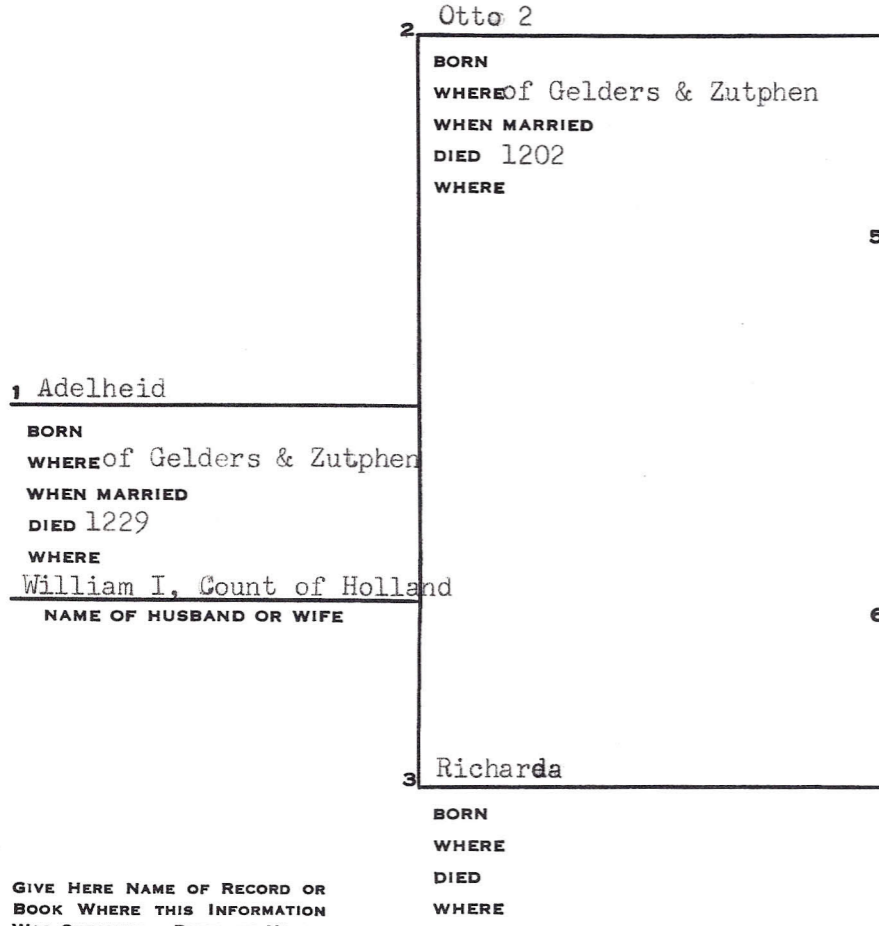 2 Otto 2
BORN
WHERE of Gelders & Zutphen
WHEN MARRIED
DIED 1202
WHERE
5
1 Adelheid
BORN
WHERE of Gelders & Zutphen
WHEN MARRIED
DIED 1229
WHERE
William I, Count of Holland
NAME OF HUSBAND OR WIFE
6
3 Richarda
BORN
WHERE
DIED
WHERE
GIVE HERE NAME OF RECORD OR
BOOK WHERE THIS INFORMATION